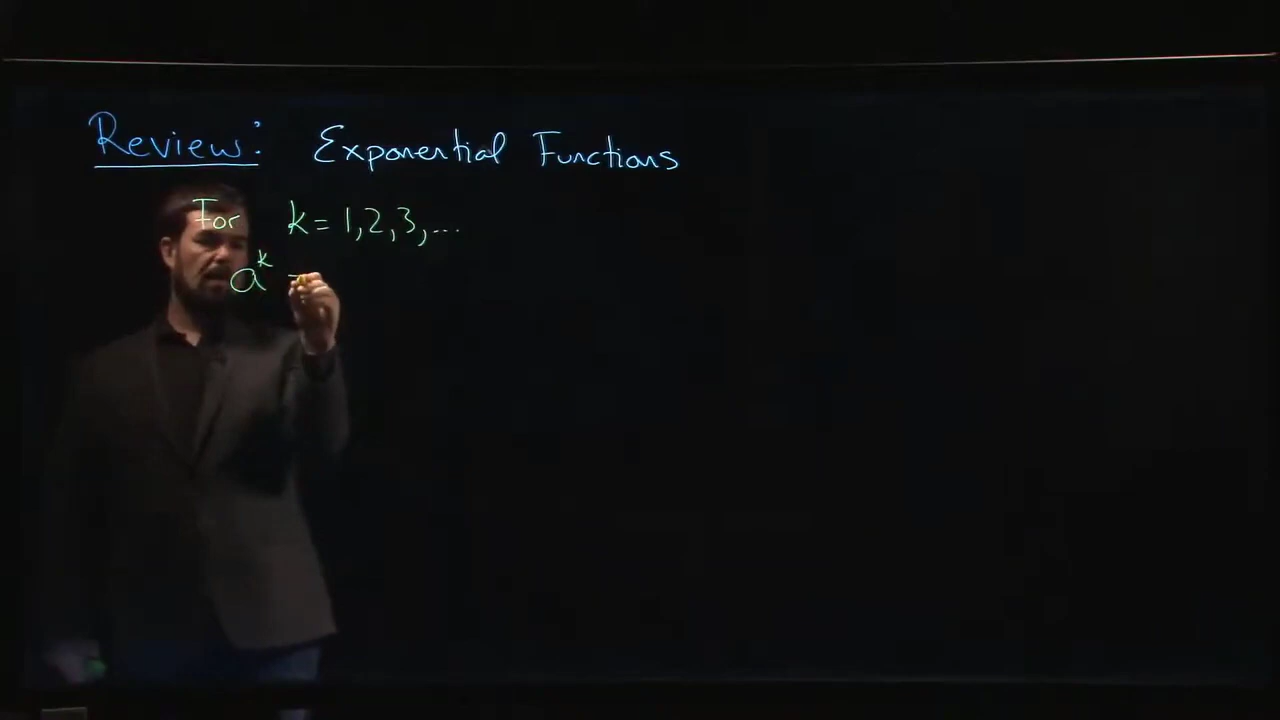 Review: Exponential Functions
For k = 1,2,3,...
a^k =